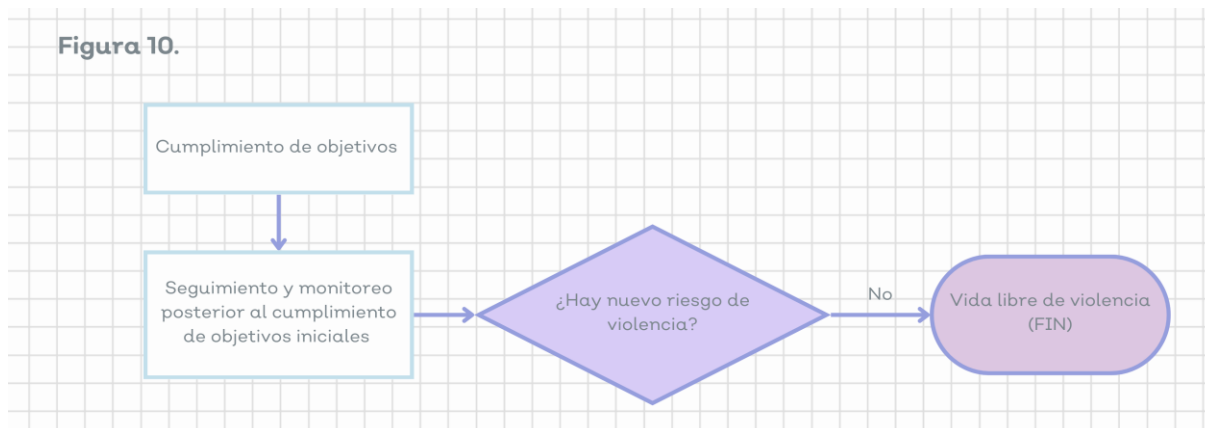 Figura 10.
Cumplimiento de objetivos
Seguimiento y monitoreo
posterior al cumplimiento
de objetivos iniciales
¿Hay nuevo riesgo de
violencia?
No
Vida libre de violencia
(FIN)